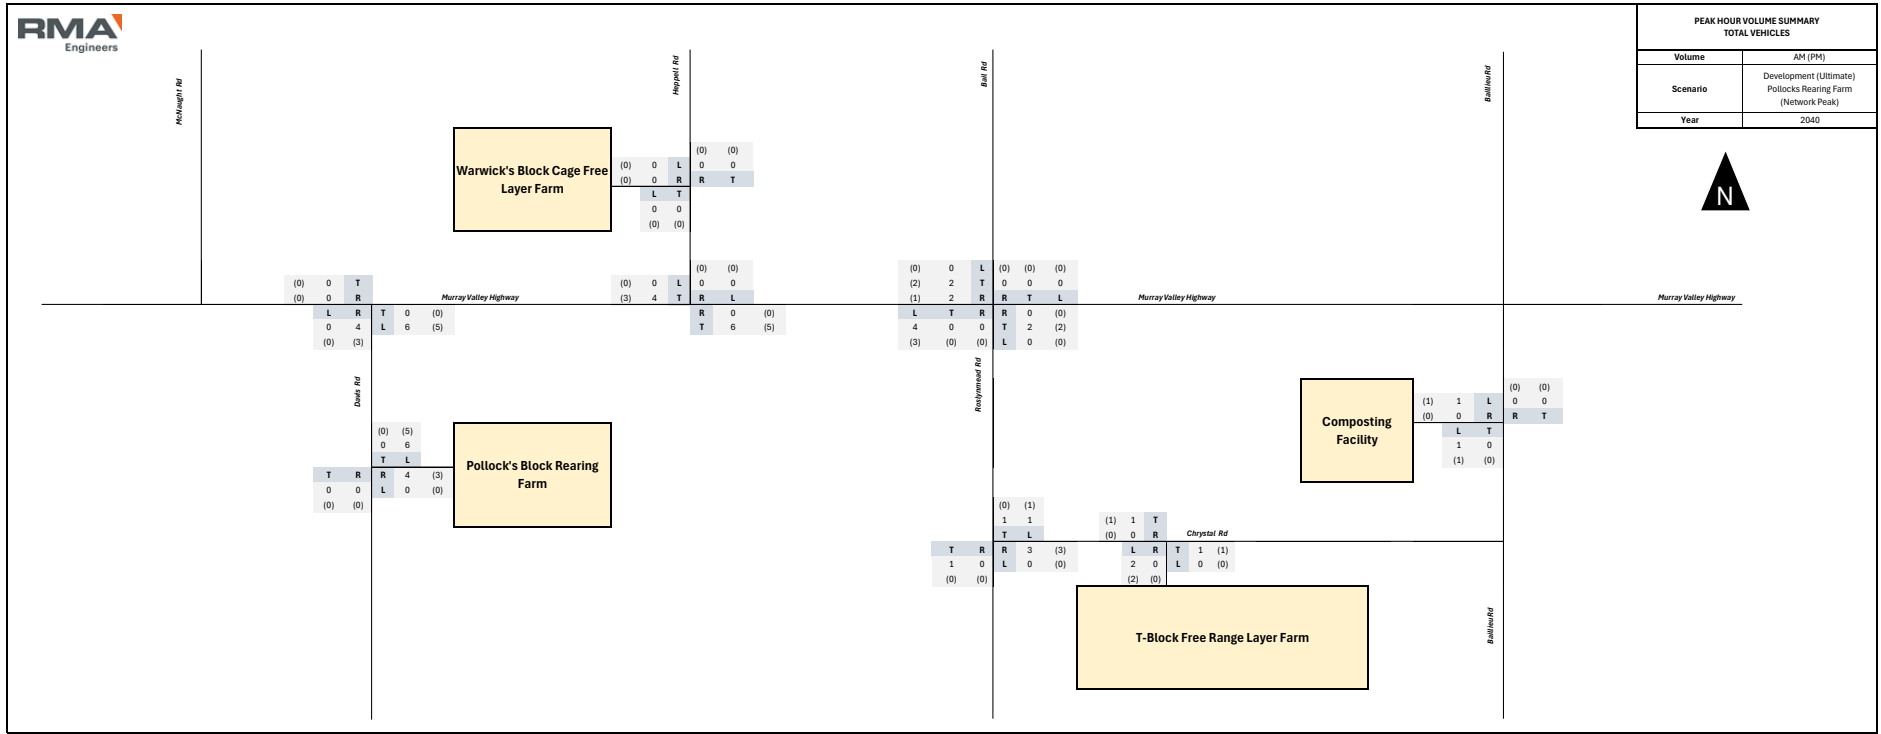 RMA
Engineers
PEAK HOUR VOLUME SUMMARY
TOTAL VEHICLES
Volume AM (PM)
Scenario Development (Ultimate)
Pollocks Rearing Farm
(Network Peak)
Year 2040
N
McNaught Rd
Heppell Rd
Bail Rd
Baillieu Rd
Warwick's Block Cage Free
Layer Farm
(0) (0)
(0) 0 L 0 0
(0) 0 R R T
L T
0 0
(0) (0)
(0) 0 T
(0) 0 R
L R T 0 (0)
0 4 L 6 (5)
(0) (3)
Murray Valley Highway
(0) (0)
(0) 0 L 0 0
(3) 4 T R L
R 0 (0)
T 6 (5)
(0) 0 L (0) (0) (0)
(2) 2 T 0 0 0
(1) 2 R R T L
L T R R 0 (0)
4 0 0 T 2 (2)
(3) (0) (0) L 0 (0)
Murray Valley Highway
Murray Valley Highway
Davis Rd
Roslynmead Rd
(0) (5)
0 6
T L
T R R 4 (3)
0 0 L 0 (0)
(0) (0)
Pollock's Block Rearing
Farm
Composting
Facility
(0) (0)
(1) 1 L 0 0
(0) 0 R R T
L T
1 0
(1) (0)
(0) (1)
1 1
T L
T R R 3 (3)
1 0 L 0 (0)
(0) (0)
(1) 1 T
(0) 0 R
L R T 1 (1)
2 0 L 0 (0)
(2) (0)
Chrystal Rd
T-Block Free Range Layer Farm
Baillieu Rd